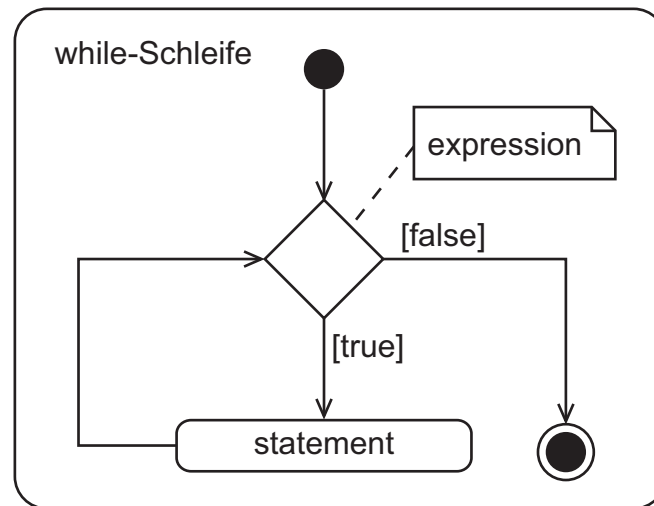 while-Schleife
expression
[false]
[true]
statement